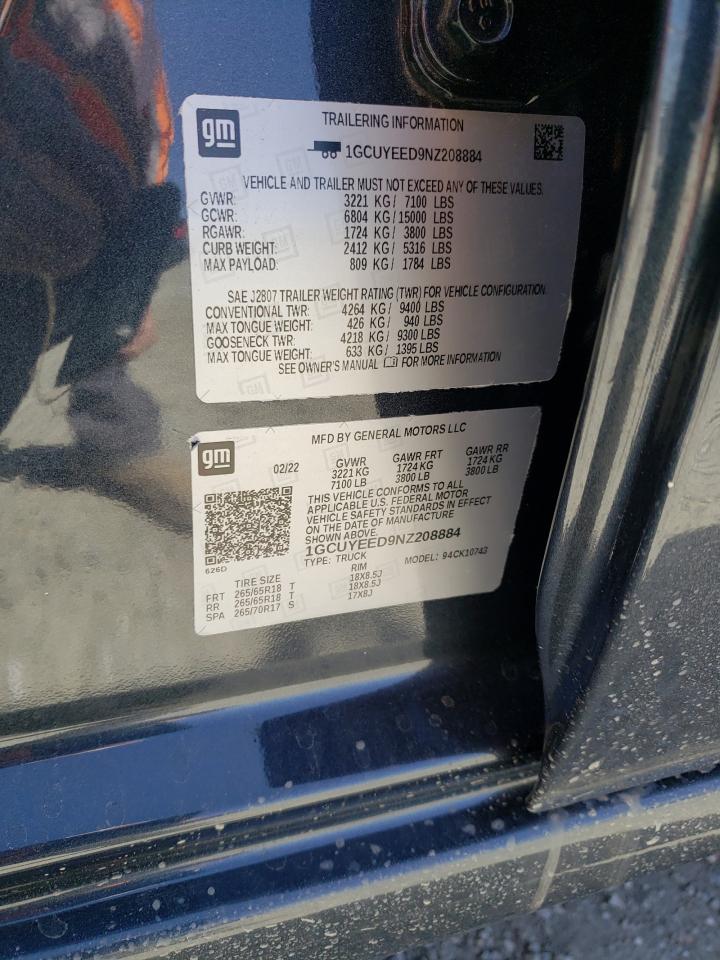 gm
TRAILERING INFORMATION
1GCUYEED9NZ208884
VEHICLE AND TRAILER MUST NOT EXCEED ANY OF THESE VALUES.
GVWR: 3221 KG / 7100 LBS
GCWR: 6804 KG / 15000 LBS
RGAWR: 1724 KG / 3800 LBS
CURB WEIGHT: 2412 KG / 5316 LBS
MAX PAYLOAD: 809 KG / 1784 LBS
SAE J2807 TRAILER WEIGHT RATING (TWR) FOR VEHICLE CONFIGURATION.
CONVENTIONAL TWR: 4264 KG / 9400 LBS
MAX TONGUE WEIGHT: 426 KG / 940 LBS
GOOSENECK TWR: 4218 KG / 9300 LBS
MAX TONGUE WEIGHT: 633 KG / 1395 LBS
SEE OWNER'S MANUAL FOR MORE INFORMATION
gm
MFD BY GENERAL MOTORS LLC
02/22 GVWR GAWR FRT GAWR RR
3221 KG 1724 KG 1724 KG
7100 LB 3800 LB 3800 LB
THIS VEHICLE CONFORMS TO ALL
APPLICABLE U.S. FEDERAL MOTOR
VEHICLE SAFETY STANDARDS IN EFFECT
ON THE DATE OF MANUFACTURE
SHOWN ABOVE.
1GCUYEED9NZ208884
TYPE: TRUCK MODEL: 94CK10743
626D
TIRE SIZE RIM
FRT 265/65R18 T 18X8.5J
RR 265/65R18 T 18X8.5J
SPA 265/70R17 S 17X8J